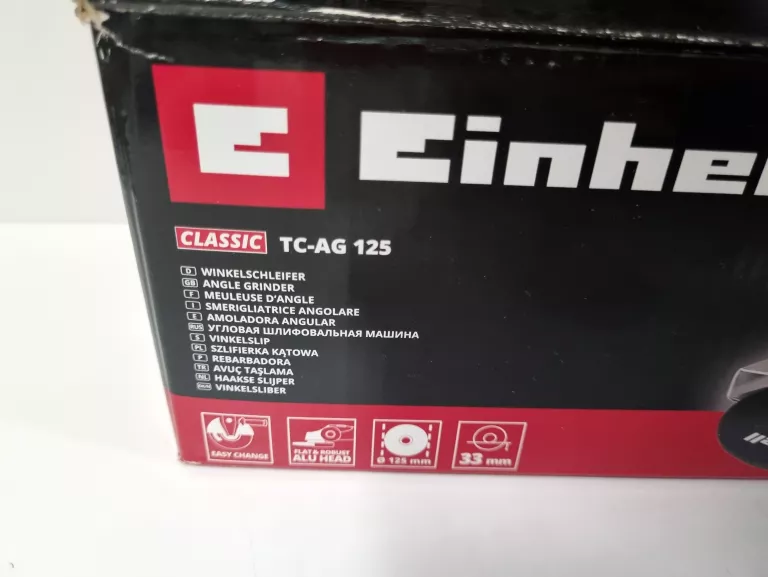 Einhe
CLASSIC TC-AG 125
D WINKELSCHLEIFER
GB ANGLE GRINDER
F MEULEUSE D'ANGLE
I SMERIGLIATRICE ANGOLARE
E AMOLADORA ANGULAR
RUS УГЛОВАЯ ШЛИФОВАЛЬНАЯ МАШИНА
S VINKELSLIP
PL SZLIFIERKA KĄTOWA
P REBARBADORA
TR AVUÇ TAŞLAMA
NL HAAKSE SLIJPER
VINKELSLIBER
EASY CHANGE
FLAT & ROBUST
ALU HEAD
Ø 125 mm
33 mm